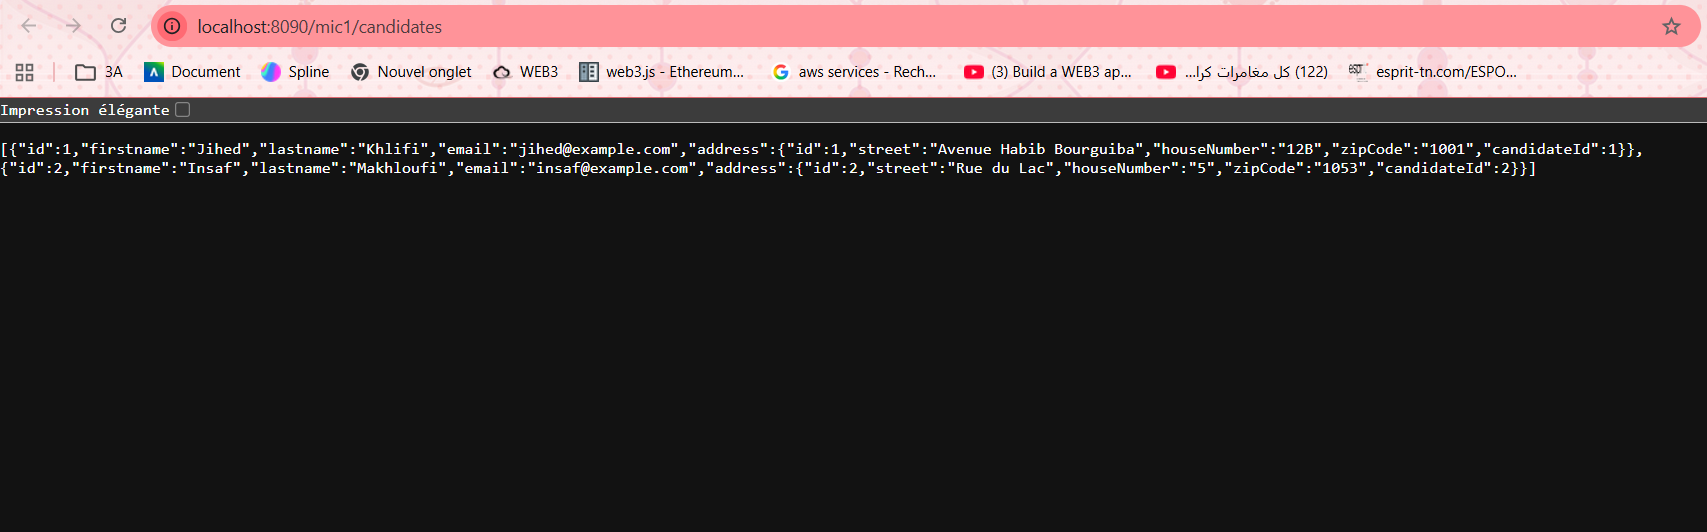 localhost:8090/mic1/candidates
3A Document Spline Nouvel onglet WEB3 web3.js - Ethereum... aws services - Rech... (3) Build a WEB3 ap... (122) كل مغامرات كرا... esprit-tn.com/ESPO...
Impression élégante
[{"id":1,"firstname":"Jihed","lastname":"Khlifi","email":"jihed@example.com","address":{"id":1,"street":"Avenue Habib Bourguiba","houseNumber":"12B","zipCode":"1001","candidateId":1}},
{"id":2,"firstname":"Insaf","lastname":"Makhloufi","email":"insaf@example.com","address":{"id":2,"street":"Rue du Lac","houseNumber":"5","zipCode":"1053","candidateId":2}}]